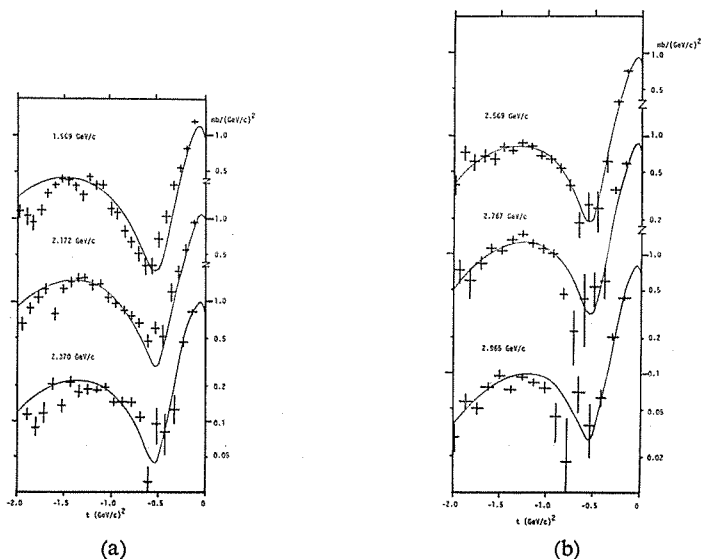 mb/(GeV/c)²
1.0
1.509 GeV/c
0.5
1.0
2.172 GeV/c
0.5
1.0
0.5
2.370 GeV/c
0.2
0.1
0.05
-2.0 -1.5 -1.0 -0.5 0
t (GeV/c)²
(a)
mb/(GeV/c)²
1.0
0.5
2.569 GeV/c
1.0
0.5
2.767 GeV/c
0.2
1.0
0.5
0.2
2.965 GeV/c
0.1
0.05
0.02
-2.0 -1.5 -1.0 -0.5 0
t (GeV/c)²
(b)